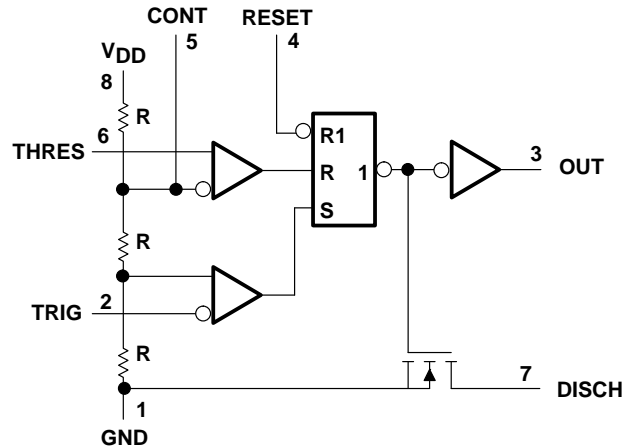 CONT
5
RESET
4
VDD
8
R
6
THRES
R1
R
1
S
3
OUT
R
2
TRIG
R
7
DISCH
1
GND